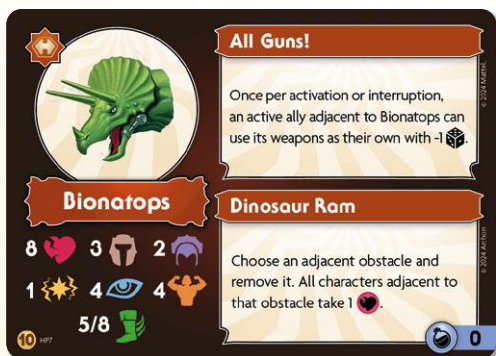 H
All Guns!
Once per activation or interruption,
an active ally adjacent to Bionatops can
use its weapons as their own with -1
Bionatops
Dinosaur Ram
8 3 2
Choose an adjacent obstacle and
remove it. All characters adjacent to
that obstacle take 1 .
1 4 4
5/8
10 HP7
0
© 2024 Mattel.
© 2024 Archon